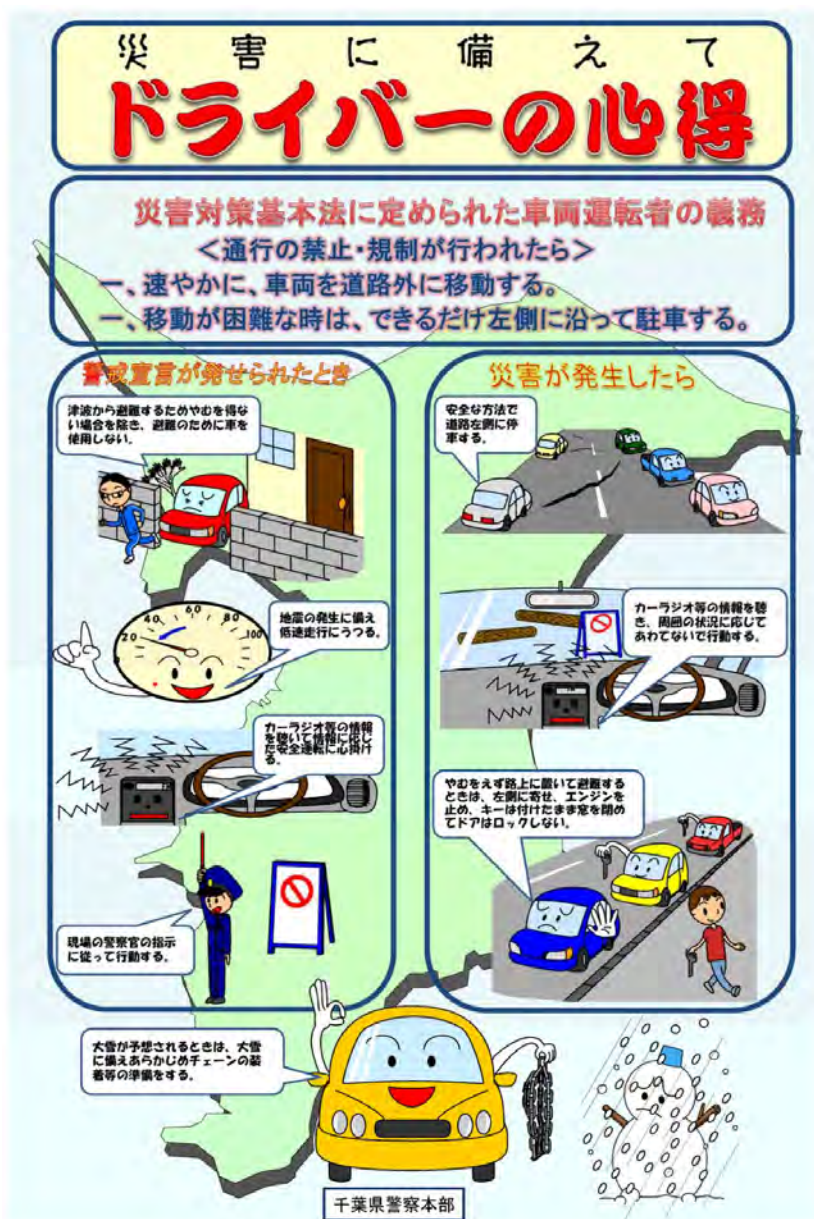 災害に備えて
ドライバーの心得
災害対策基本法に定められた車両運転者の義務
＜通行の禁止・規制が行われたら＞
一、速やかに、車両を道路外に移動する。
一、移動が困難な時は、できるだけ左側に沿って駐車する。
警戒宣言が発せられたとき
津波から避難するためやむを得な
い場合を除き、避難のために車を
使用しない。
20 40 60 80 100
地震の発生に備え
低速走行にうつる。
カーラジオ等の情報
を聴いて情報に応じ
た安全運転に心掛け
る。
現場の警察官の指示
に従って行動する。
災害が発生したら
安全な方法で
道路左側に停
車する。
カーラジオ等の情報を聴
き、周囲の状況に応じて
あわてないで行動する。
やむをえず路上に置いて避難する
ときは、左側に寄せ、エンジンを
止め、キーは付けたまま窓を閉め
てドアはロックしない。
大雪が予想されるときは、大雪
に備えあらかじめチェーンの装
着等の準備をする。
千葉県警察本部